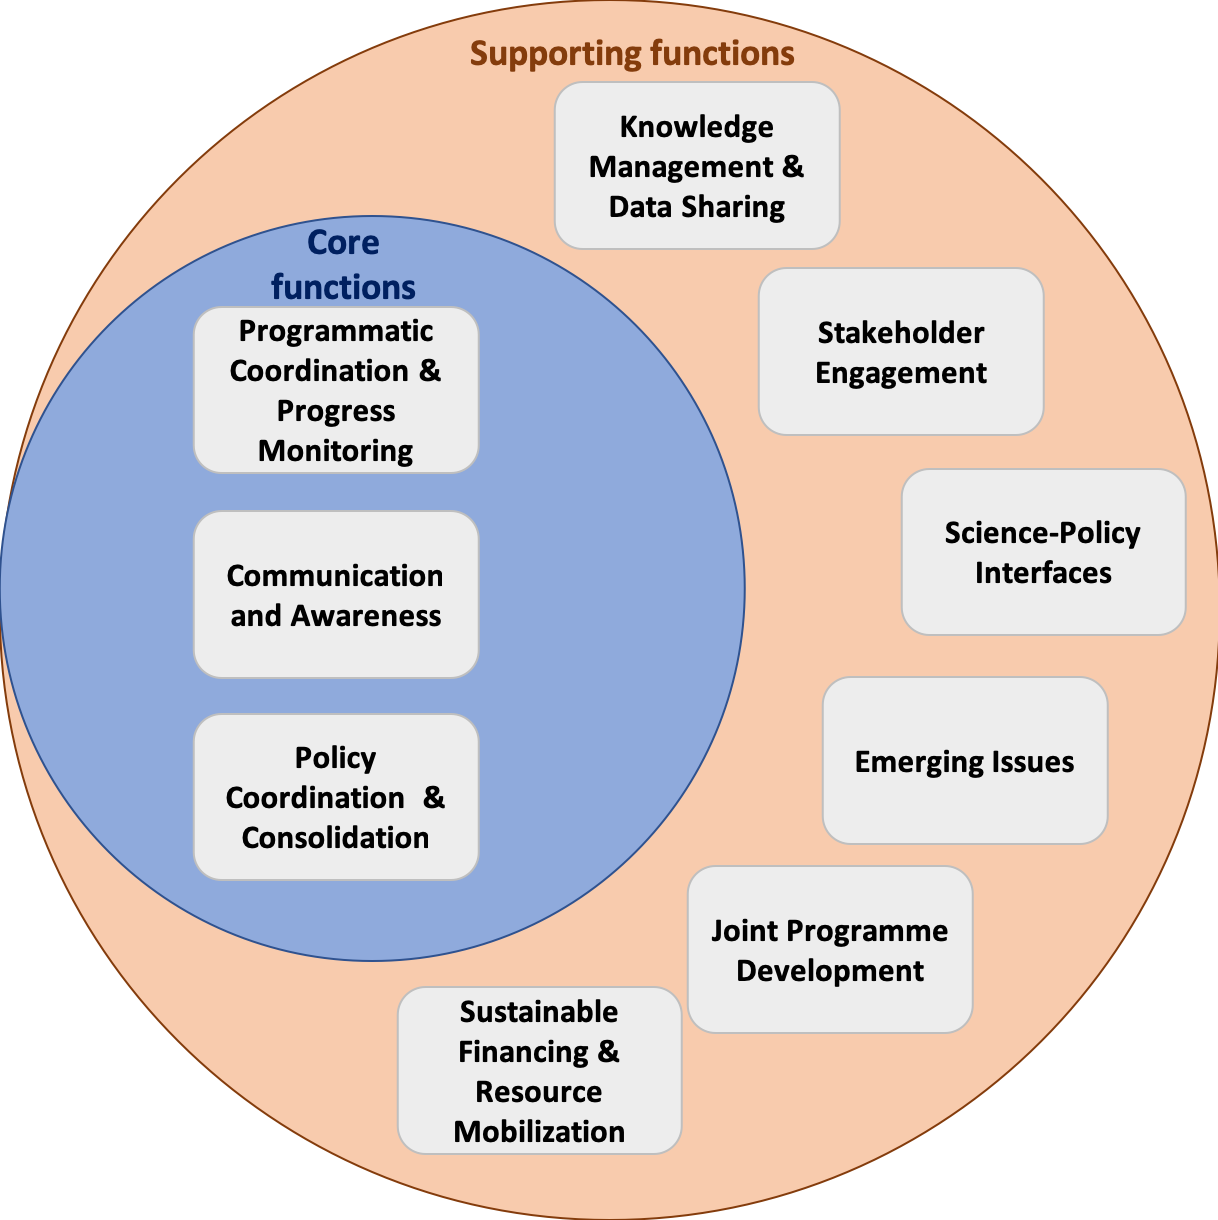 Supporting functions
Knowledge
Management &
Data Sharing
Core
functions
Programmatic
Coordination &
Progress
Monitoring
Communication
and Awareness
Policy
Coordination  &
Consolidation
Stakeholder
Engagement
Science-Policy
Interfaces
Emerging Issues
Joint Programme
Development
Sustainable
Financing &
Resource
Mobilization